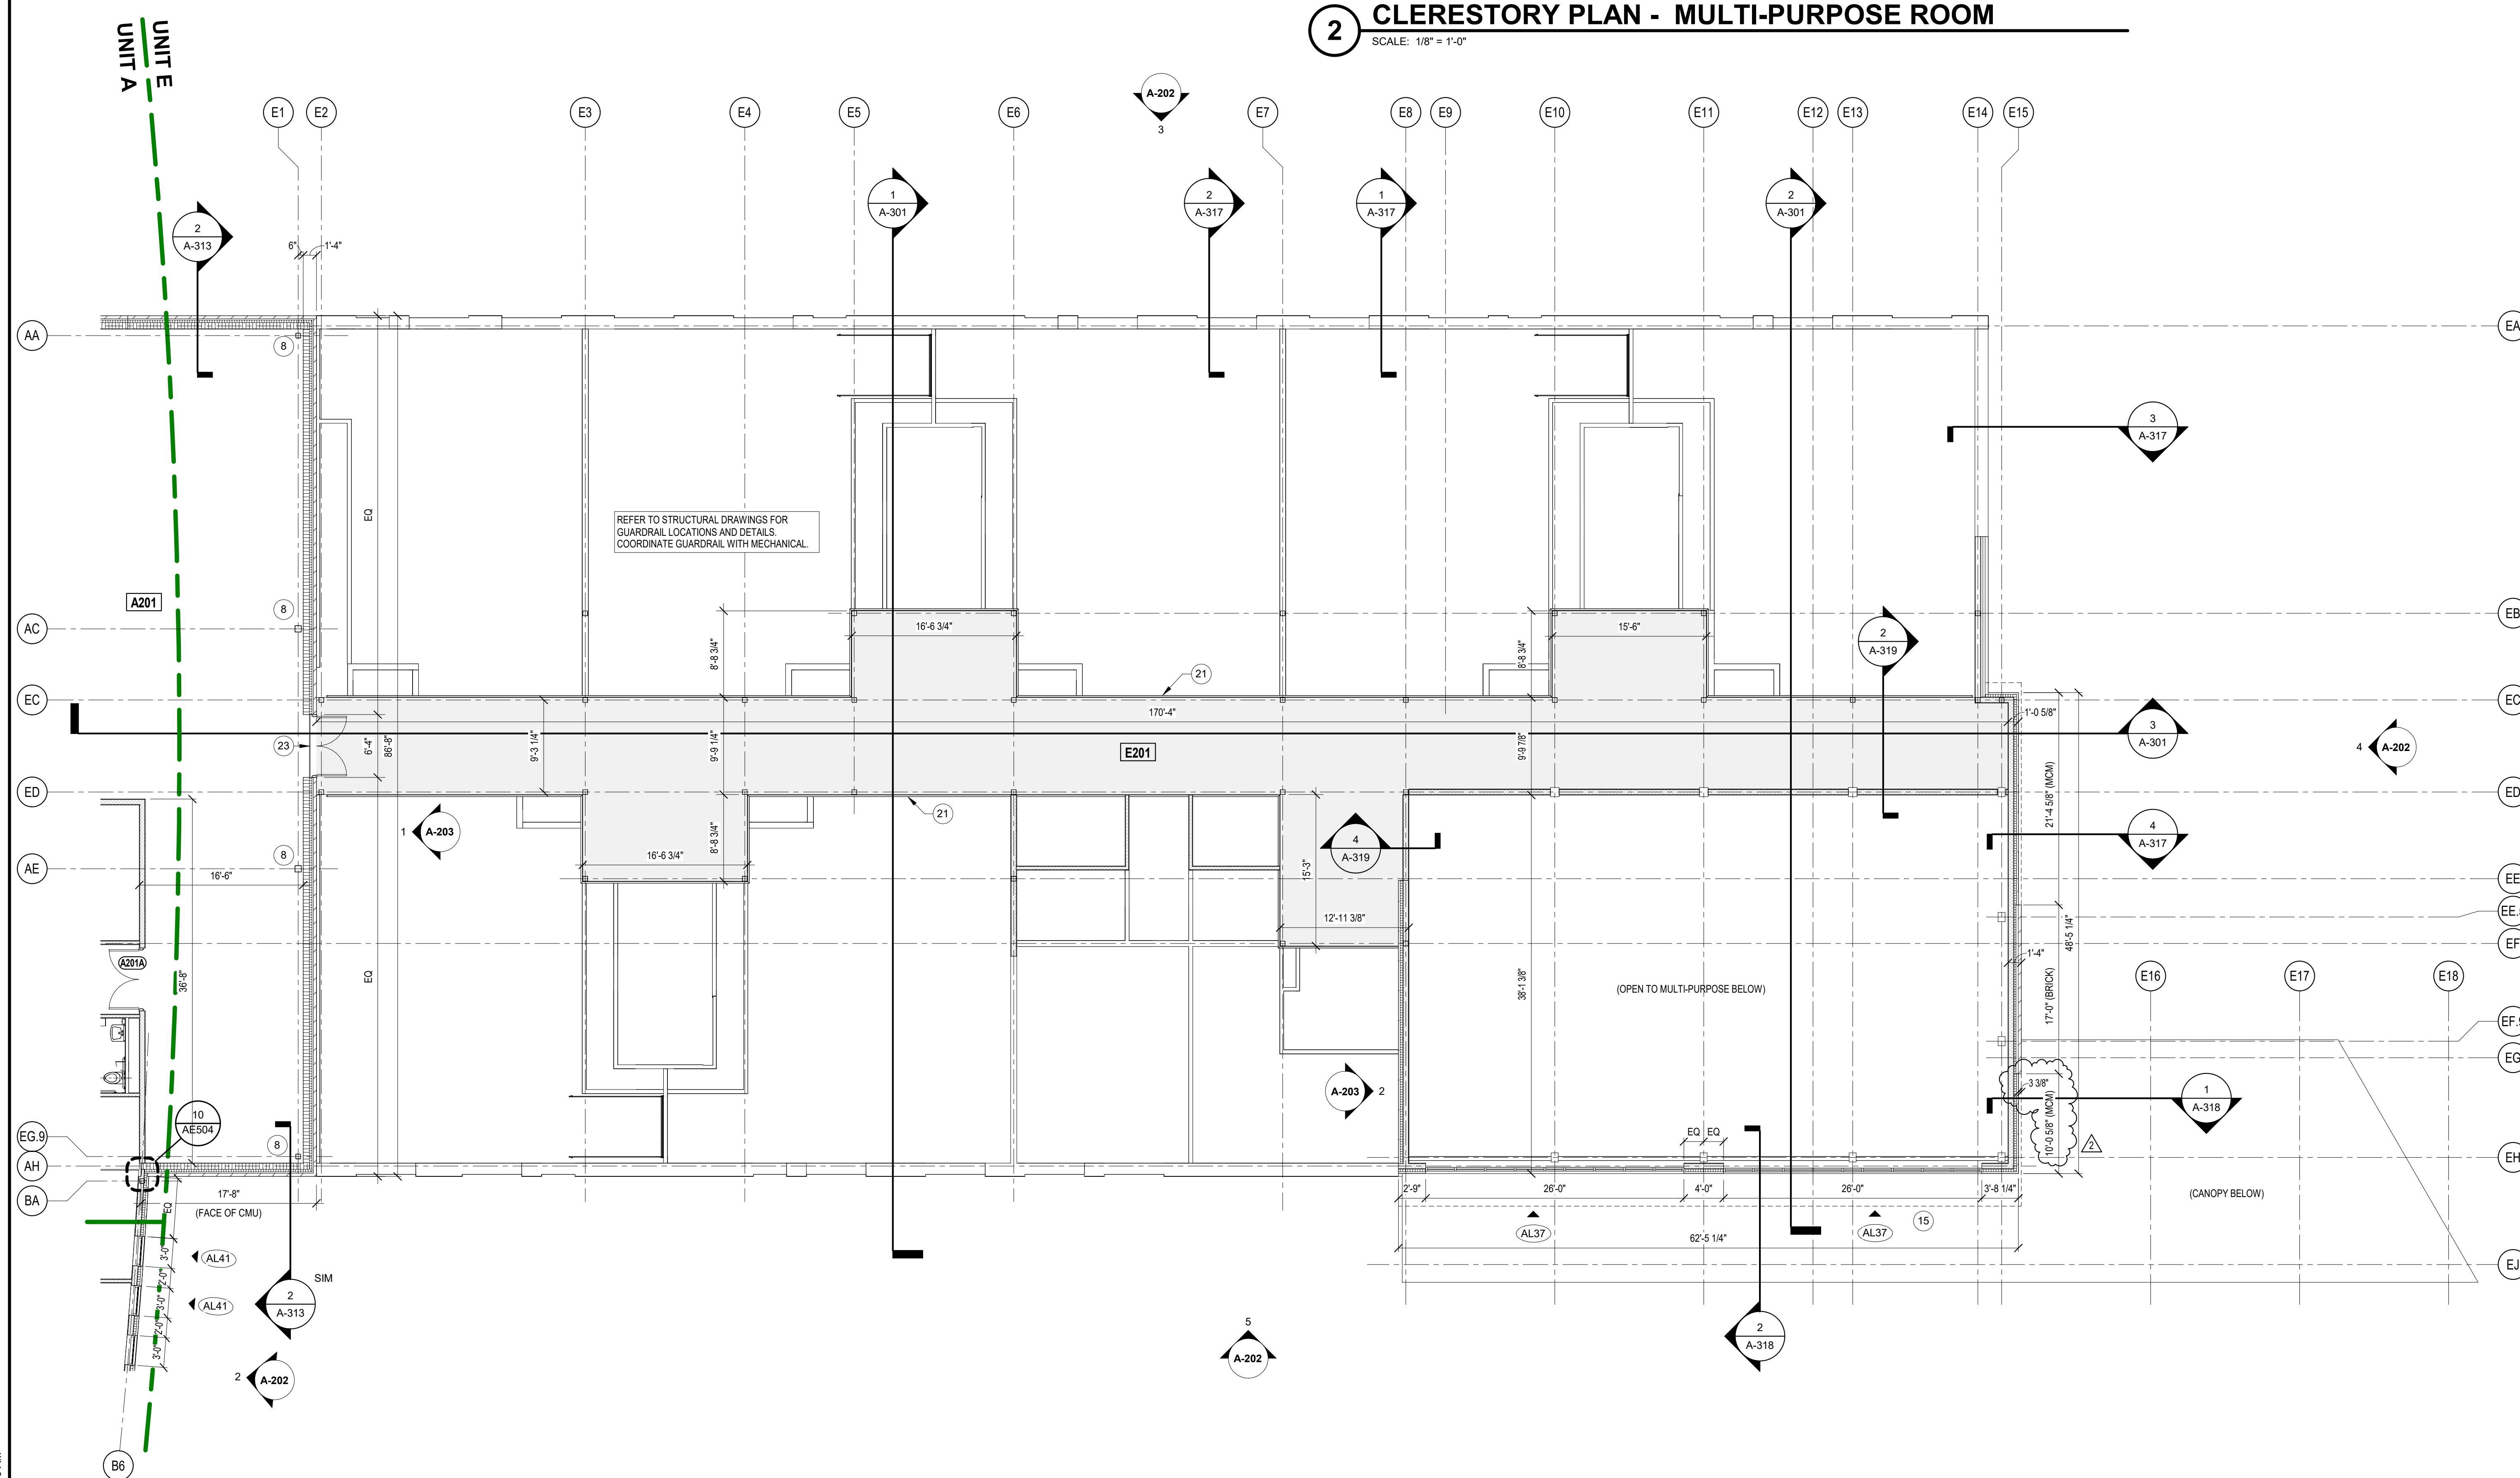 2
CLERESTORY PLAN - MULTI-PURPOSE ROOM
SCALE: 1/8" = 1'-0"
UNIT A
UNIT E
A-202
3
E1
E2
E3
E4
E5
E6
E7
E8
E9
E10
E11
E12
E13
E14
E15
2
A-313
1
A-301
2
A-317
1
A-317
2
A-301
6"
1'-4"
AA
8
EA
3
A-317
EQ
REFER TO STRUCTURAL DRAWINGS FOR
GUARDRAIL LOCATIONS AND DETAILS.
COORDINATE GUARDRAIL WITH MECHANICAL.
A201
8
AC
EB
16'-6 3/4"
15'-6"
8'-8 3/4"
8'-8 3/4"
2
A-319
21
EC
EC
170'-4"
1'-0 5/8"
23
6'-4"
86'-8"
9'-3 1/4"
9'-9 1/4"
E201
9'-9 7/8"
3
A-301
4
A-202
ED
ED
21'-4 5/8" (MCM)
21
1
A-203
4
A-319
4
A-317
8
16'-6 3/4"
8'-8 3/4"
15'-3"
AE
16'-6"
EE
12'-11 3/8"
48'-5 1/4"
EF
1'-4"
A201A
36'-8"
EQ
38'-1 3/8"
(OPEN TO MULTI-PURPOSE BELOW)
17'-0" (BRICK)
E16
E17
E18
EG
3 3/8"
A-203
2
1
A-318
10'-0 5/8" (MCM)
2
10
AE504
EG.9
8
EQ
EQ
AH
EH
BA
17'-8"
(FACE OF CMU)
2'-9"
26'-0"
4'-0"
26'-0"
3'-8 1/4"
(CANOPY BELOW)
EQ
AL37
AL37
15
62'-5 1/4"
3'-0"
AL41
2'-0"
EJ
SIM
2
A-313
3'-0"
AL41
2'-0"
3'-0"
5
A-202
2
A-318
2
A-202
B6